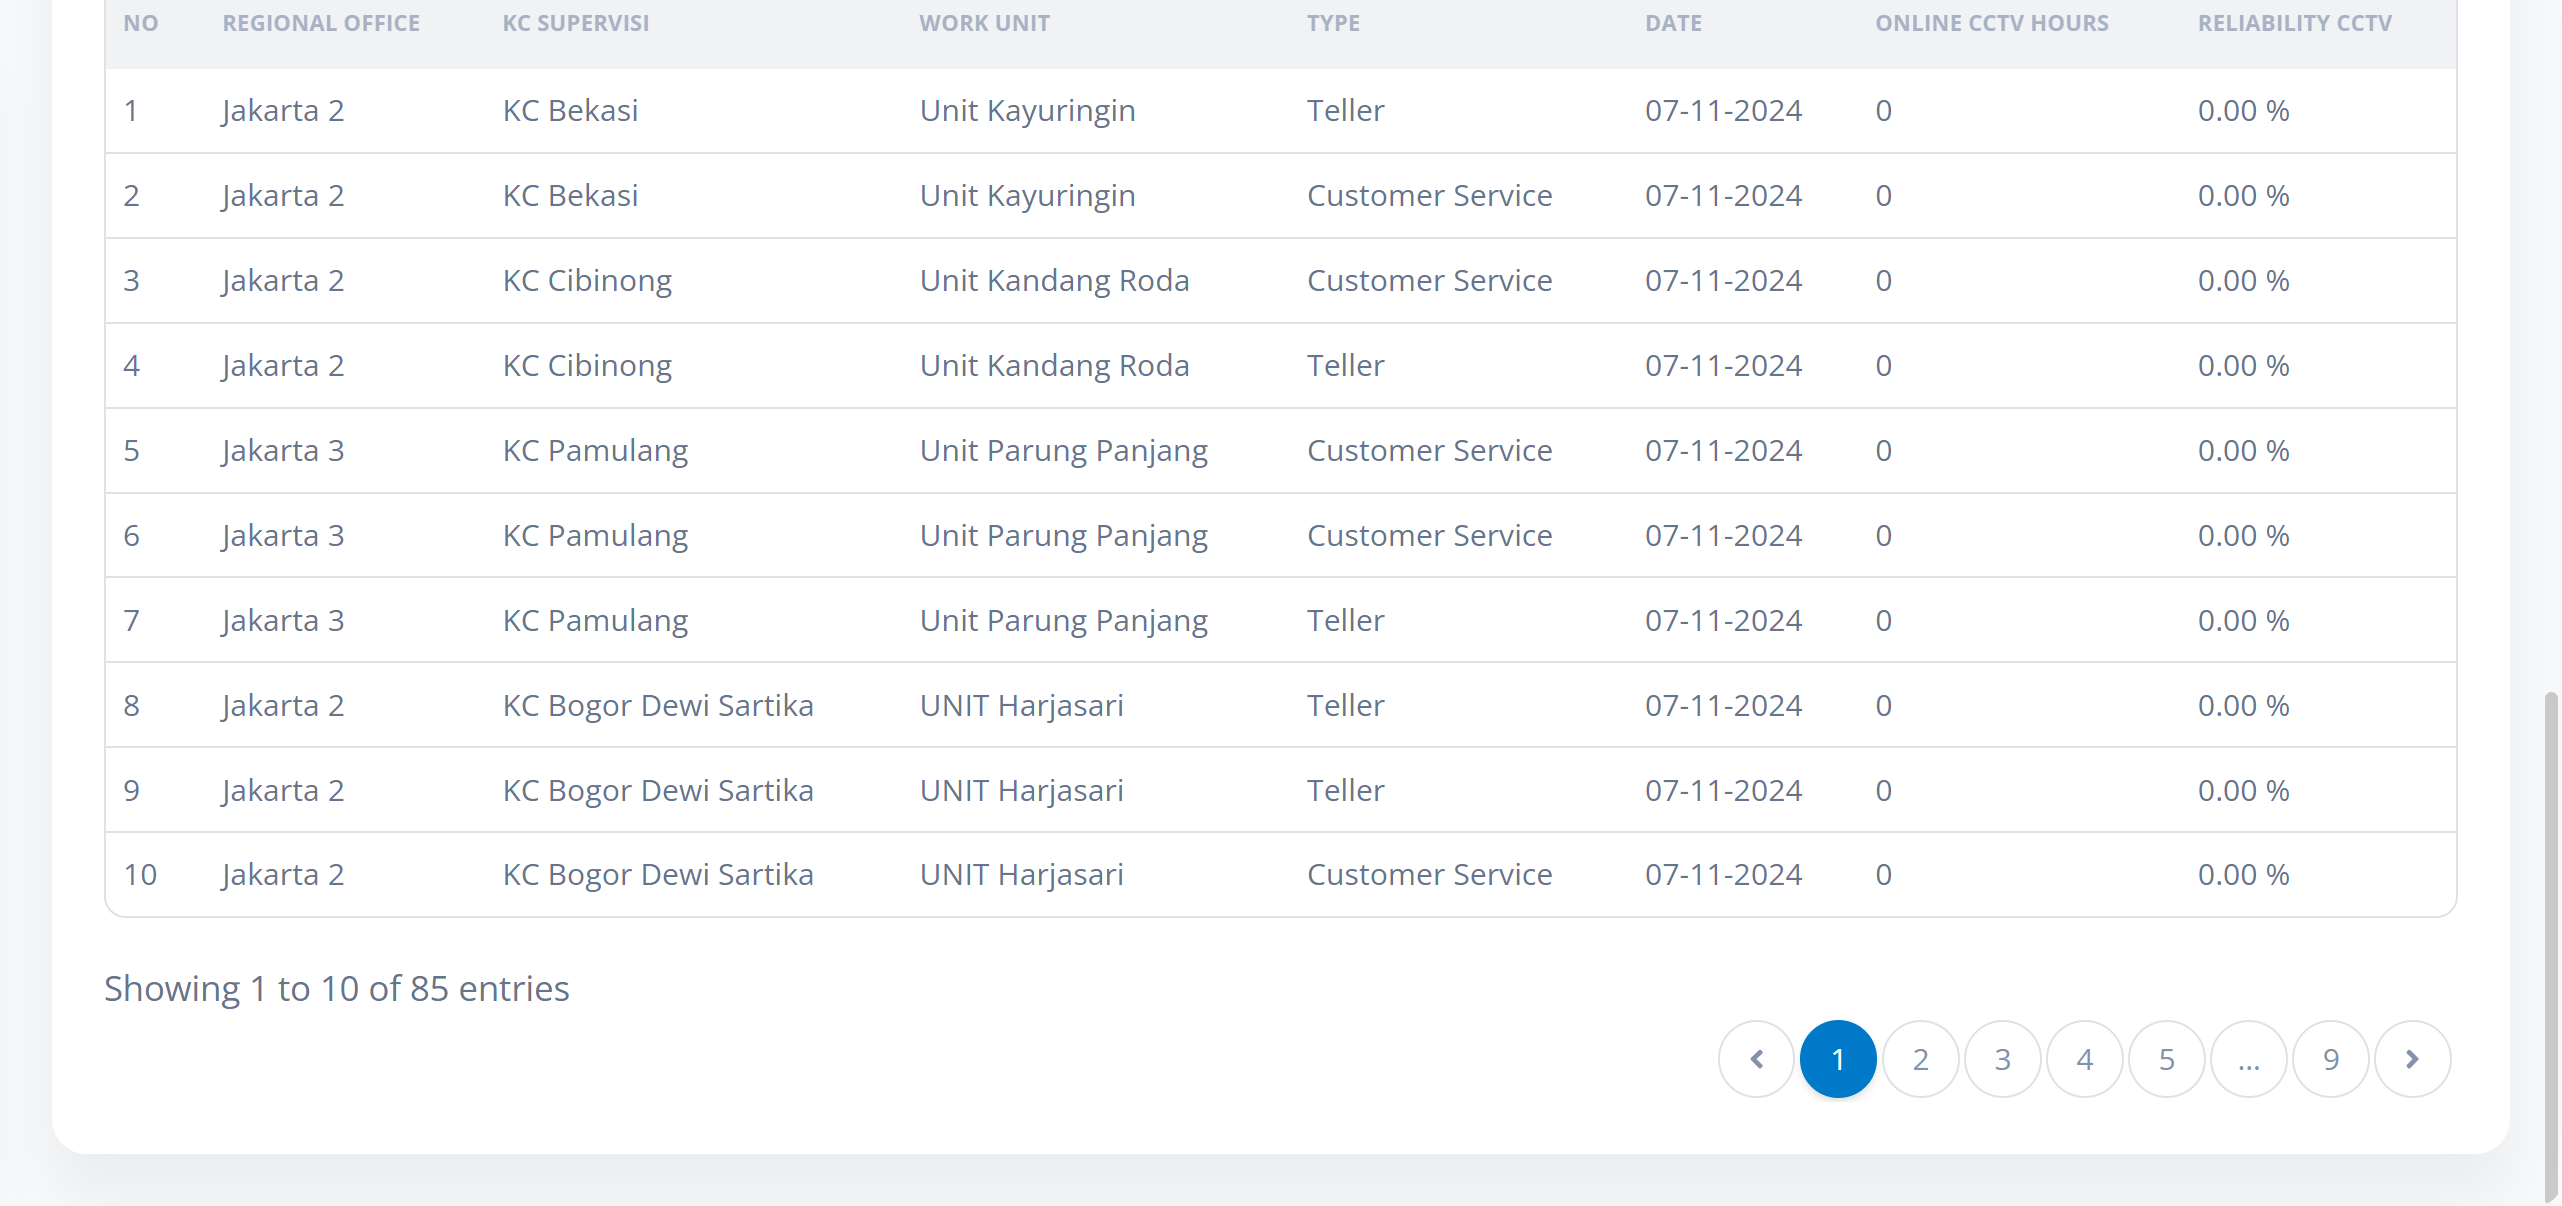 NO REGIONAL OFFICE KC SUPERVISI WORK UNIT TYPE DATE ONLINE CCTV HOURS RELIABILITY CCTV
1 Jakarta 2 KC Bekasi Unit Kayuringin Teller 07-11-2024 0 0.00 %
2 Jakarta 2 KC Bekasi Unit Kayuringin Customer Service 07-11-2024 0 0.00 %
3 Jakarta 2 KC Cibinong Unit Kandang Roda Customer Service 07-11-2024 0 0.00 %
4 Jakarta 2 KC Cibinong Unit Kandang Roda Teller 07-11-2024 0 0.00 %
5 Jakarta 3 KC Pamulang Unit Parung Panjang Customer Service 07-11-2024 0 0.00 %
6 Jakarta 3 KC Pamulang Unit Parung Panjang Customer Service 07-11-2024 0 0.00 %
7 Jakarta 3 KC Pamulang Unit Parung Panjang Teller 07-11-2024 0 0.00 %
8 Jakarta 2 KC Bogor Dewi Sartika UNIT Harjasari Teller 07-11-2024 0 0.00 %
9 Jakarta 2 KC Bogor Dewi Sartika UNIT Harjasari Teller 07-11-2024 0 0.00 %
10 Jakarta 2 KC Bogor Dewi Sartika UNIT Harjasari Customer Service 07-11-2024 0 0.00 %
Showing 1 to 10 of 85 entries
1 2 3 4 5 ... 9